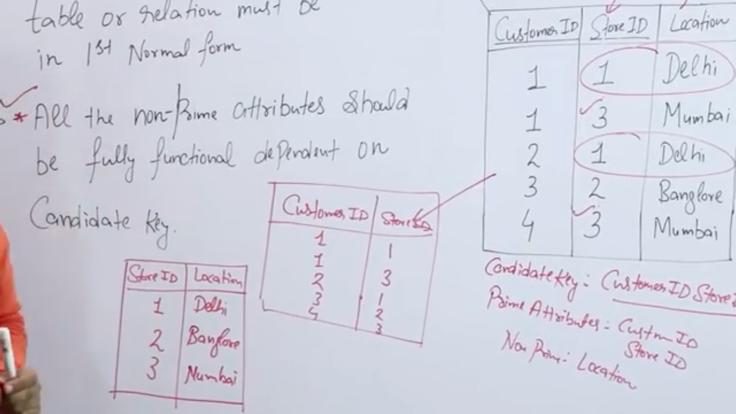 table or relation must be
in 1st Normal form
* All the non-Prime attributes should
be fully functional dependent on
Candidate Key.
Customer ID Store ID Location
1 1 Delhi
1 3 Mumbai
2 1 Delhi
3 2 Banglore
4 3 Mumbai
Customer ID Store ID
1 1
1 3
2 1
3 2
4 3
Store ID Location
1 Delhi
2 Banglore
3 Mumbai
Candidate Key: Customer ID Store
Prime Attributes: Custm ID
Store ID
Non Prime: Location